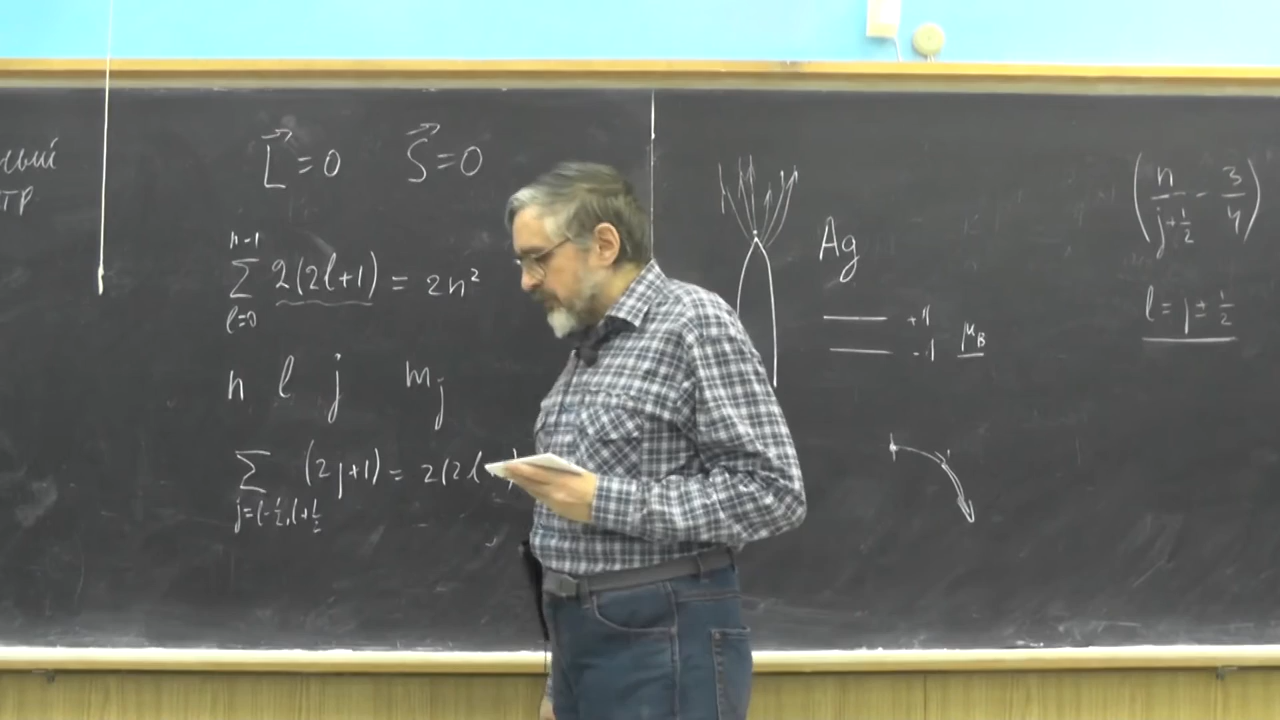 L⃗ = 0 S⃗ = 0
n-1
∑ 2(2l+1) = 2n²
l=0
n l j m_j
∑ (2j+1) = 2(2l
j=l-½, l+½
Ag
+1
-1 μ_B
(n/(j+½) - 3/4)
l = j ± ½